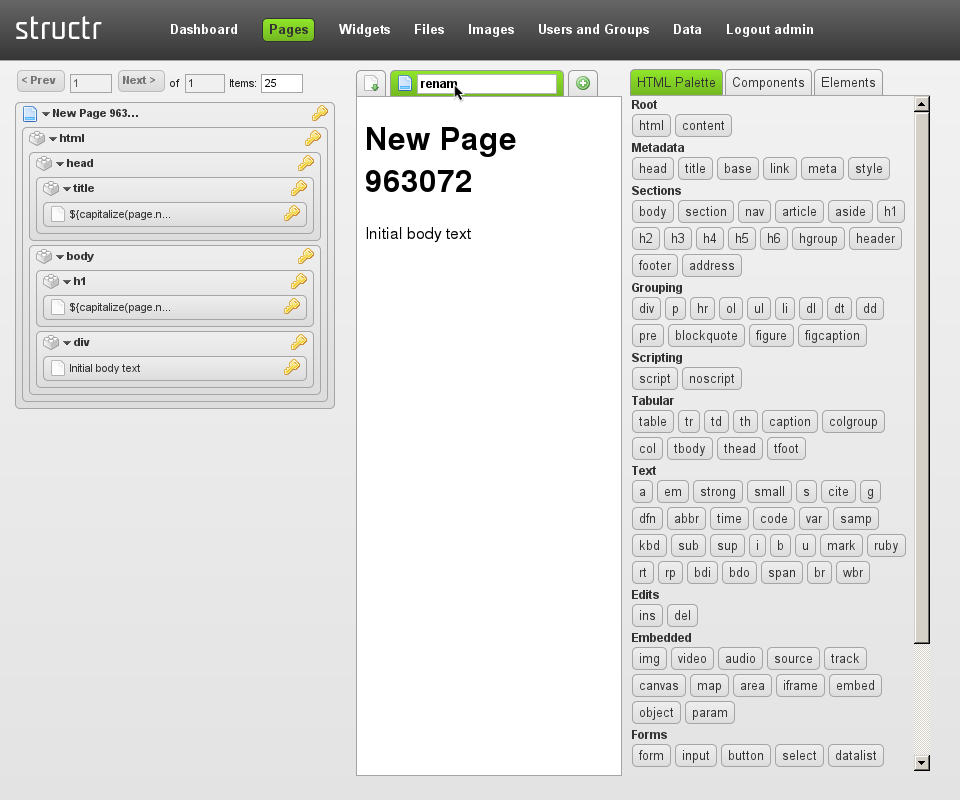 structr
Dashboard Pages Widgets Files Images Users and Groups Data Logout admin
< Prev 1 Next > of 1 Items: 25
New Page 963...
html
head
title
${capitalize(page.n...
body
h1
${capitalize(page.n...
div
Initial body text
renam
New Page
963072
Initial body text
HTML Palette Components Elements
Root
html content
Metadata
head title base link meta style
Sections
body section nav article aside h1
h2 h3 h4 h5 h6 hgroup header
footer address
Grouping
div p hr ol ul li dl dt dd
pre blockquote figure figcaption
Scripting
script noscript
Tabular
table tr td th caption colgroup
col tbody thead tfoot
Text
a em strong small s cite g
dfn abbr time code var samp
kbd sub sup i b u mark ruby
rt rp bdi bdo span br wbr
Edits
ins del
Embedded
img video audio source track
canvas map area iframe embed
object param
Forms
form input button select datalist